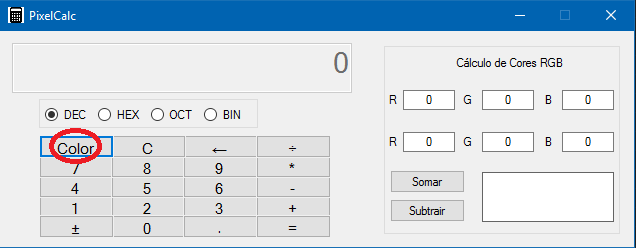 PixelCalc
0
DEC HEX OCT BIN
Color C ← ÷
7 8 9 *
4 5 6 -
1 2 3 +
± 0 . =
Cálculo de Cores RGB
R 0 G 0 B 0
R 0 G 0 B 0
Somar
Subtrair